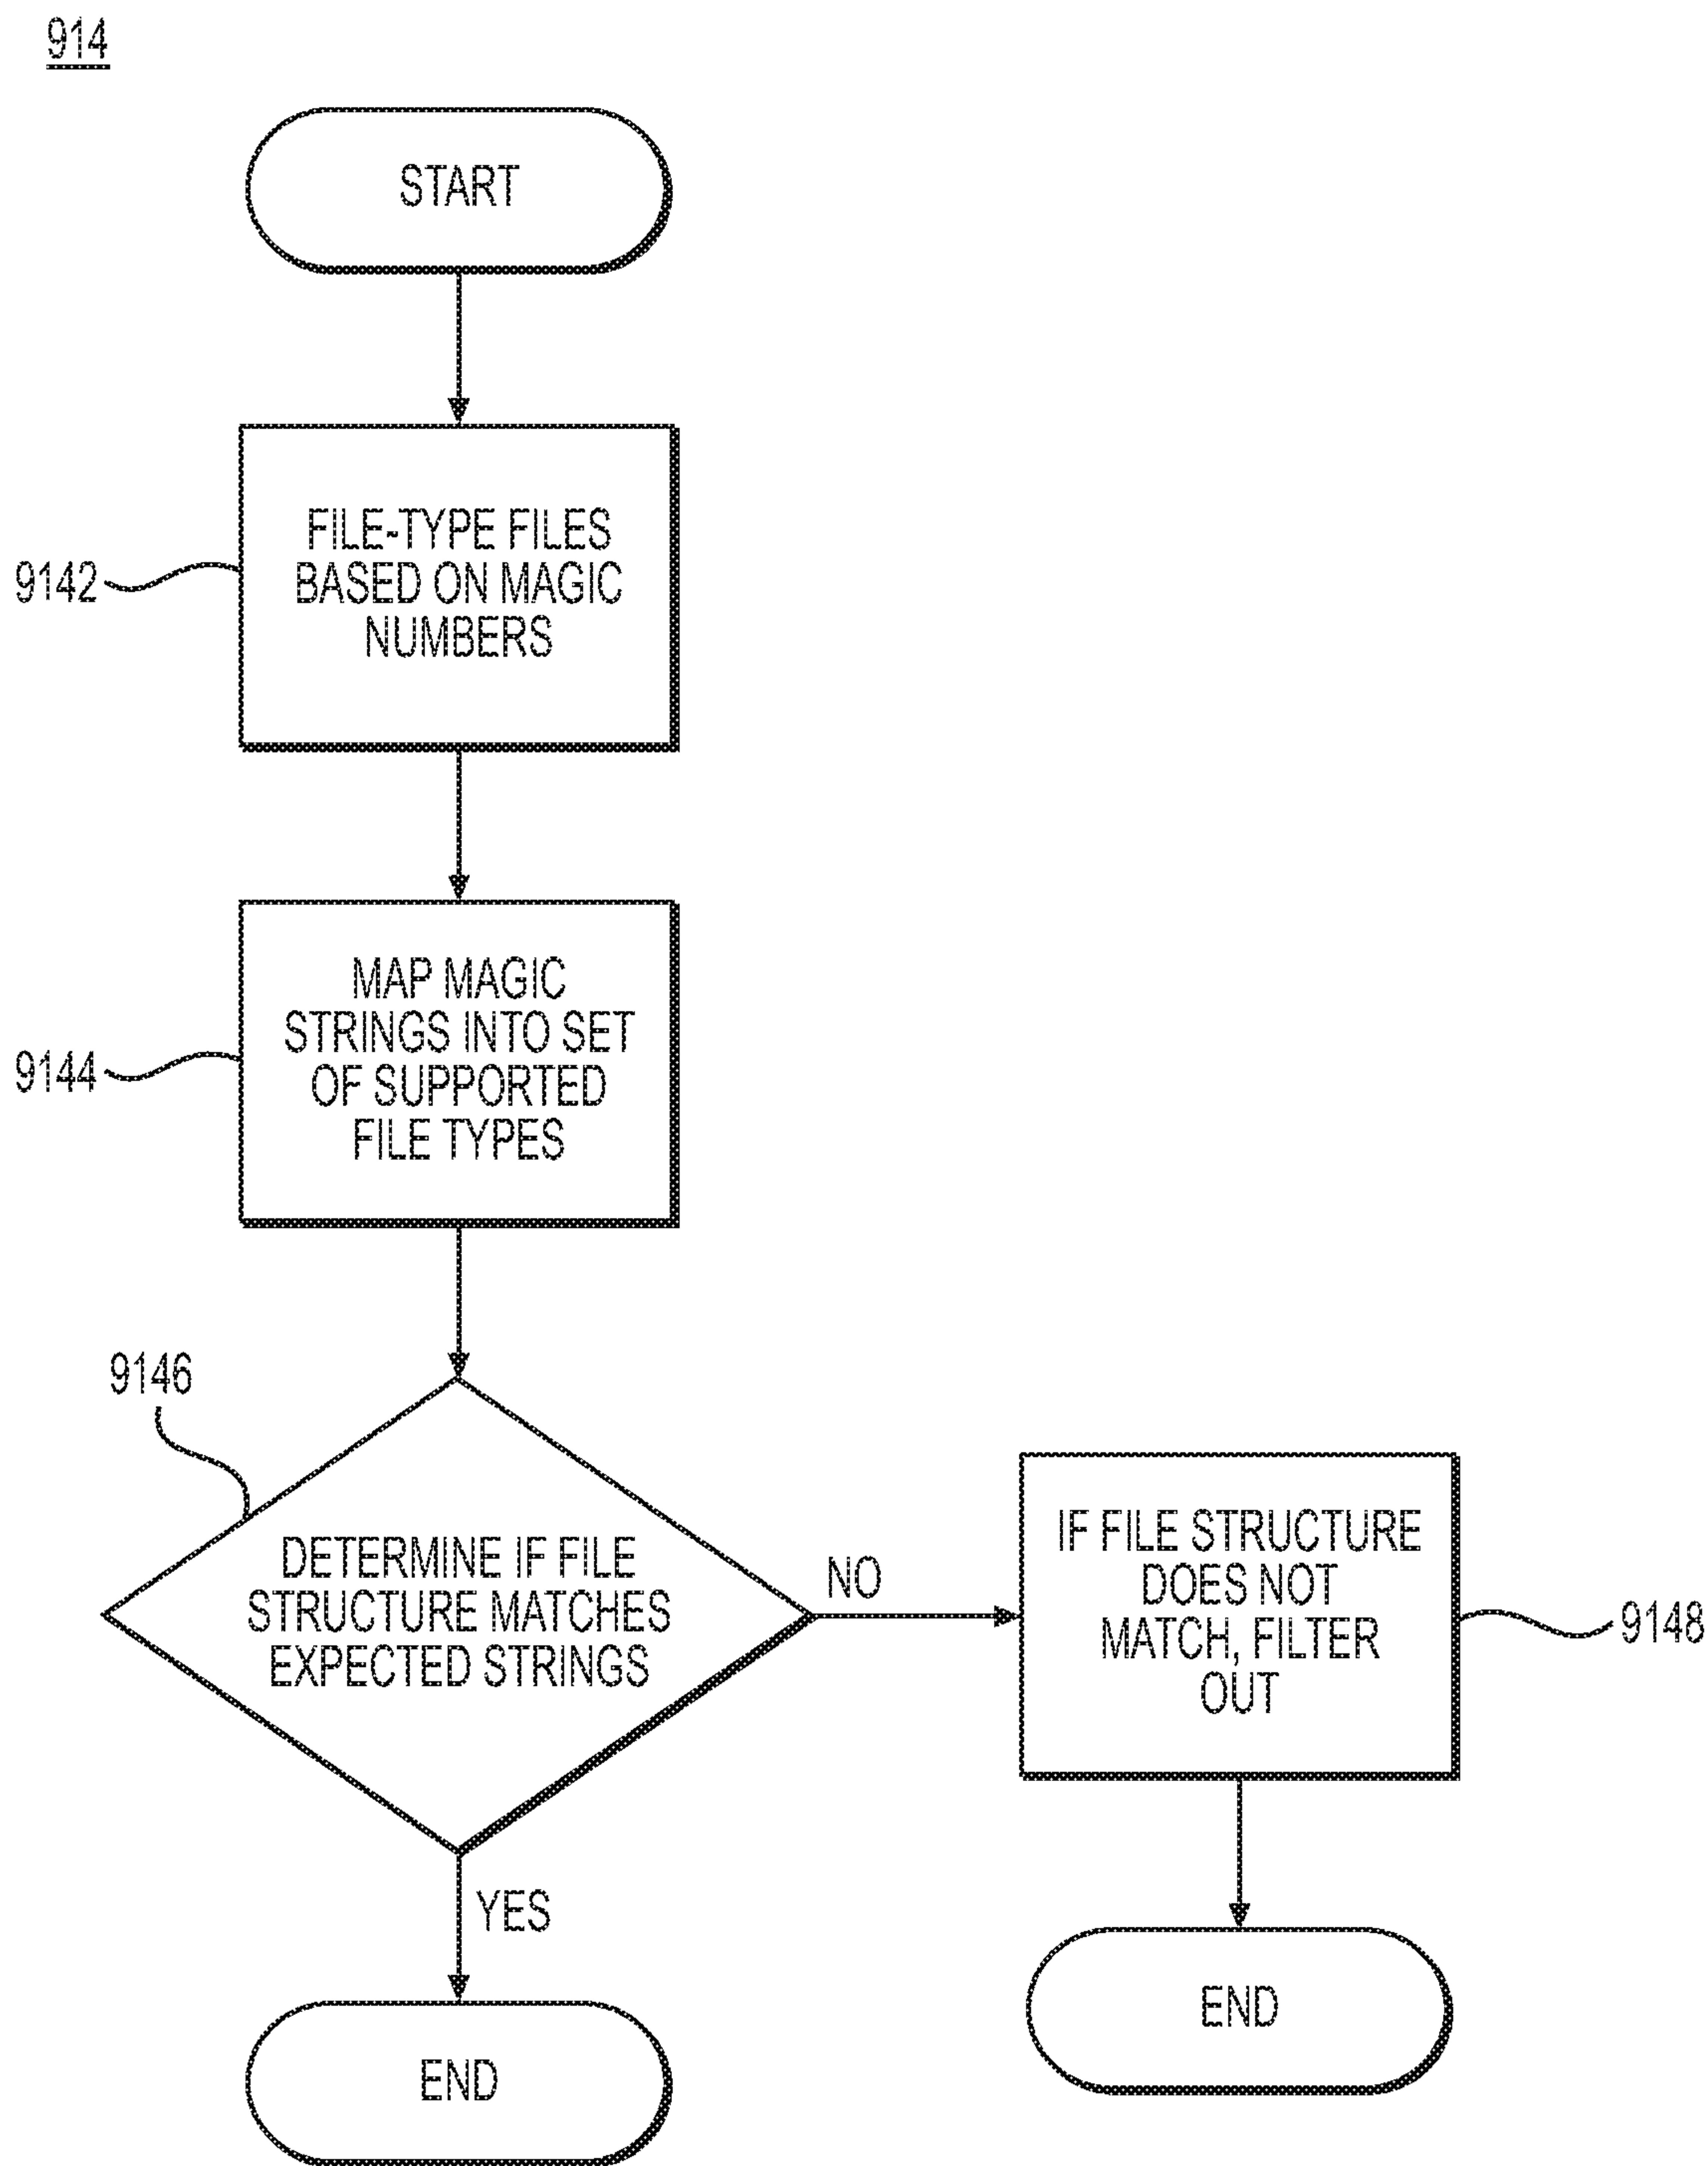 914
START
9142
FILE-TYPE FILES
BASED ON MAGIC
NUMBERS
9144
MAP MAGIC
STRINGS INTO SET
OF SUPPORTED
FILE TYPES
9146
DETERMINE IF FILE
STRUCTURE MATCHES
EXPECTED STRINGS
NO
IF FILE STRUCTURE
DOES NOT
MATCH, FILTER
OUT
9148
YES
END
END